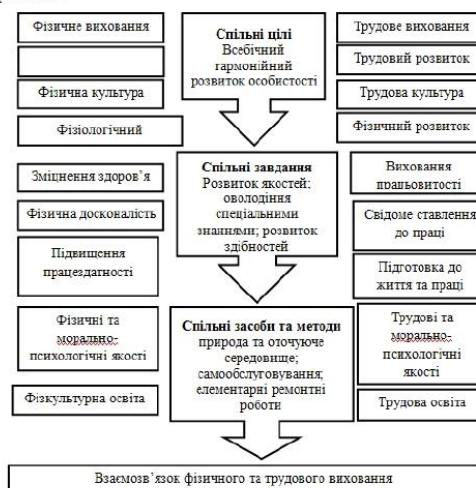 Фізичне виховання
Фізична культура
Фізіологічний
Зміцнення здоров’я
Фізична досконалість
Підвищення
працездатності
Фізичні та
морально-
психологічні якості
Фізкультурна освіта
Спільні цілі
Всебічний
гармонійний
розвиток особистості
Спільні завдання
Розвиток якостей;
оволодіння
спеціальними
знаннями; розвиток
здібностей
Спільні засоби та методи
природа та оточуюче
середовище;
самообслуговування;
елементарні ремонтні
роботи
Трудове виховання
Трудовий розвиток
Трудова культура
Фізичний розвиток
Виховання
працьовитості
Свідоме ставлення
до праці
Підготовка до
життя та праці
Трудові та
морально-
психологічні
якості
Трудова освіта
Взаємозв’язок фізичного та трудового виховання